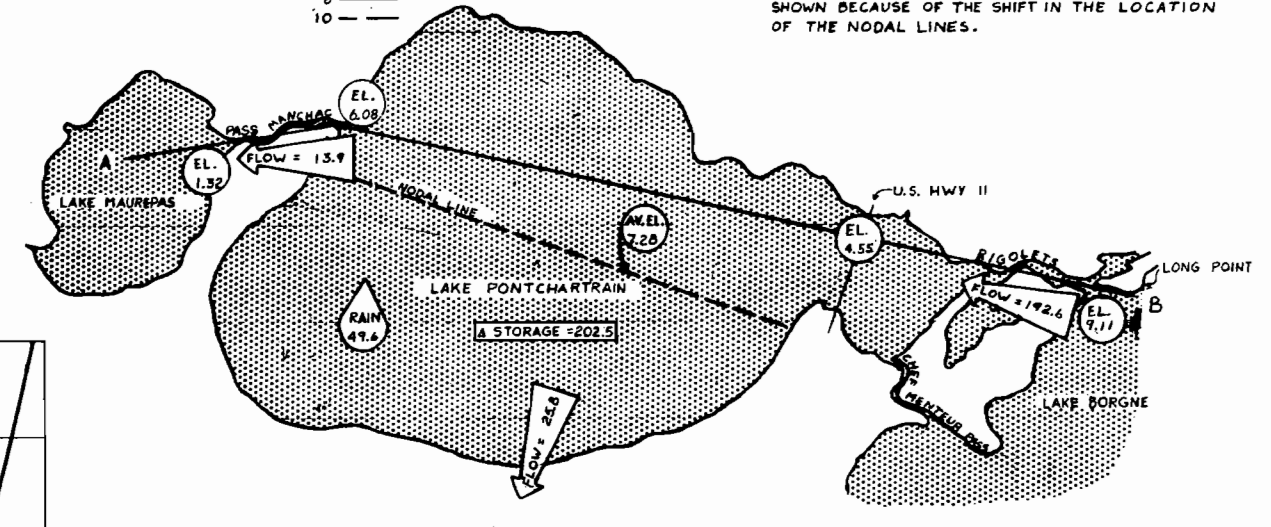 10
SHOWN BECAUSE OF THE SHIFT IN THE LOCATION
OF THE NODAL LINES.
EL.
6.08
PASS MANCHAC
A
EL.
1.32
FLOW = 13.9
LAKE MAUREPAS
NODAL LINE
U.S. HWY 11
AV. EL.
7.28
EL.
4.55
RIGOLETS
LONG POINT
LAKE PONTCHARTRAIN
FLOW = 192.6
EL.
9.11
B
RAIN
49.6
Δ STORAGE = 202.5
CHEF MENTEUR PASS
LAKE BORGNE
FLOW = 25.8